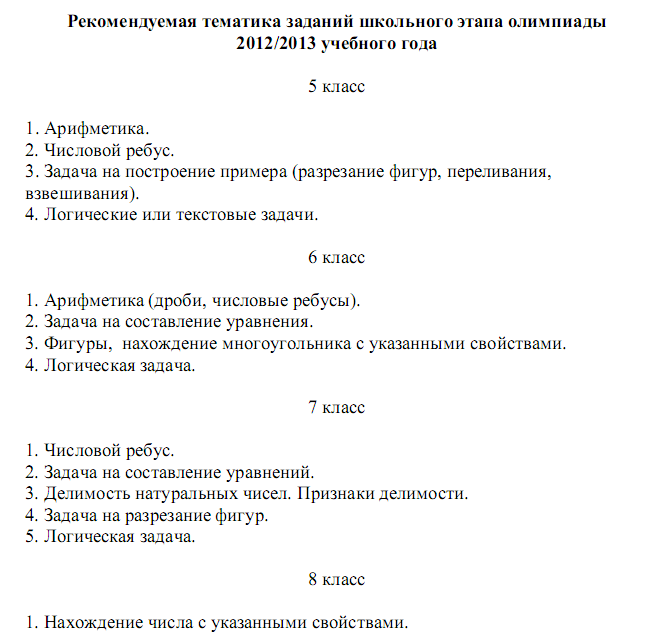 Рекомендуемая тематика заданий школьного этапа олимпиады
2012/2013 учебного года
5 класс
1. Арифметика.
2. Числовой ребус.
3. Задача на построение примера (разрезание фигур, переливания,
взвешивания).
4. Логические или текстовые задачи.
6 класс
1. Арифметика (дроби, числовые ребусы).
2. Задача на составление уравнения.
3. Фигуры, нахождение многоугольника с указанными свойствами.
4. Логическая задача.
7 класс
1. Числовой ребус.
2. Задача на составление уравнений.
3. Делимость натуральных чисел. Признаки делимости.
4. Задача на разрезание фигур.
5. Логическая задача.
8 класс
1. Нахождение числа с указанными свойствами.